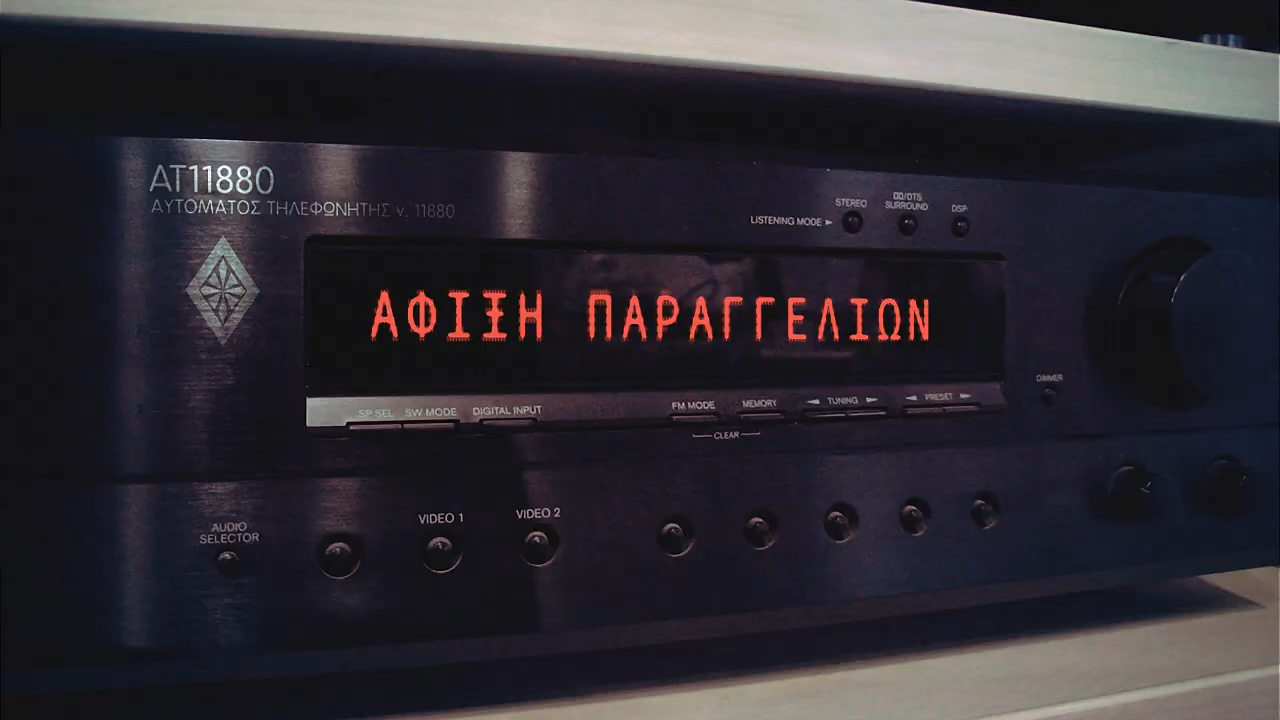 ΑΤ11880
ΑΥΤΟΜΑΤΟΣ ΤΗΛΕΦΩΝΗΤΗΣ v. 11880
LISTENING MODE
STEREO
DD/DTS
SURROUND
DSP
ΑΦΙΞΗ ΠΑΡΑΓΓΕΛΙΩΝ
DIMMER
SP SEL
SW MODE
DIGITAL INPUT
FM MODE
MEMORY
TUNING
PRESET
CLEAR
AUDIO
SELECTOR
VIDEO 1
VIDEO 2